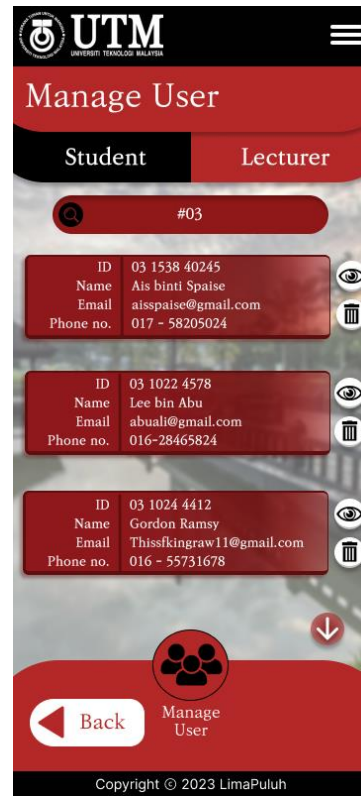 UTM
UNIVERSITI TEKNOLOGI MALAYSIA
Manage User
Student
Lecturer
#03
ID 03 1538 40245
Name Ais binti Spaise
Email aisspaise@gmail.com
Phone no. 017 - 58205024
ID 03 1022 4578
Name Lee bin Abu
Email abuali@gmail.com
Phone no. 016-28465824
ID 03 1024 4412
Name Gordon Ramsy
Email Thissfkingraw11@gmail.com
Phone no. 016 - 55731678
Back
Manage
User
Copyright © 2023 LimaPuluh